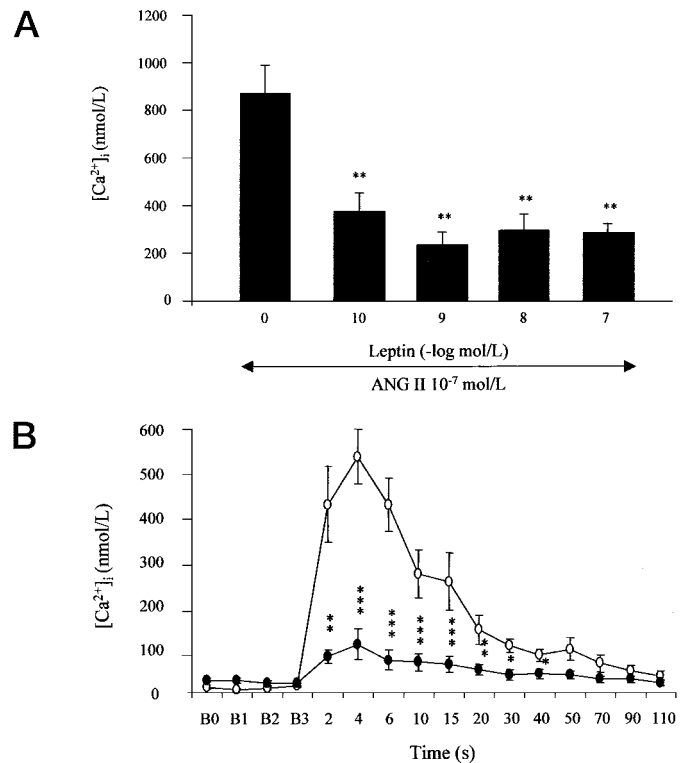 A
1200
1000
800
600
400
200
0
[Ca²⁺]ᵢ (nmol/L)
** ** ** **
0 10 9 8 7
Leptin (-log mol/L)
ANG II 10⁻⁷ mol/L
B
600
500
400
300
200
100
0
[Ca²⁺]ᵢ (nmol/L)
** *** *** *** *** ** * *
B0 B1 B2 B3 2 4 6 10 15 20 30 40 50 70 90 110
Time (s)